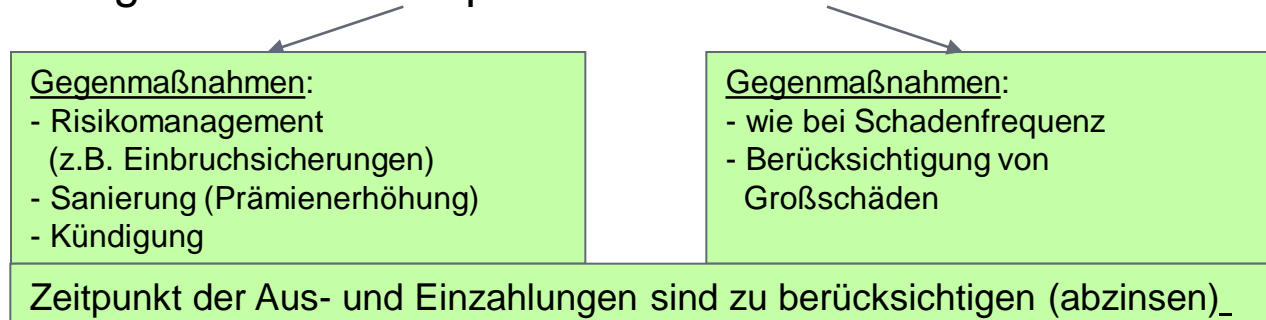 Gegenmaßnahmen:
- Risikomanagement
(z.B. Einbruchsicherungen)
- Sanierung (Prämienerhöhung)
- Kündigung
Gegenmaßnahmen:
- wie bei Schadenfrequenz
- Berücksichtigung von
Großschäden
Zeitpunkt der Aus- und Einzahlungen sind zu berücksichtigen (abzinsen)